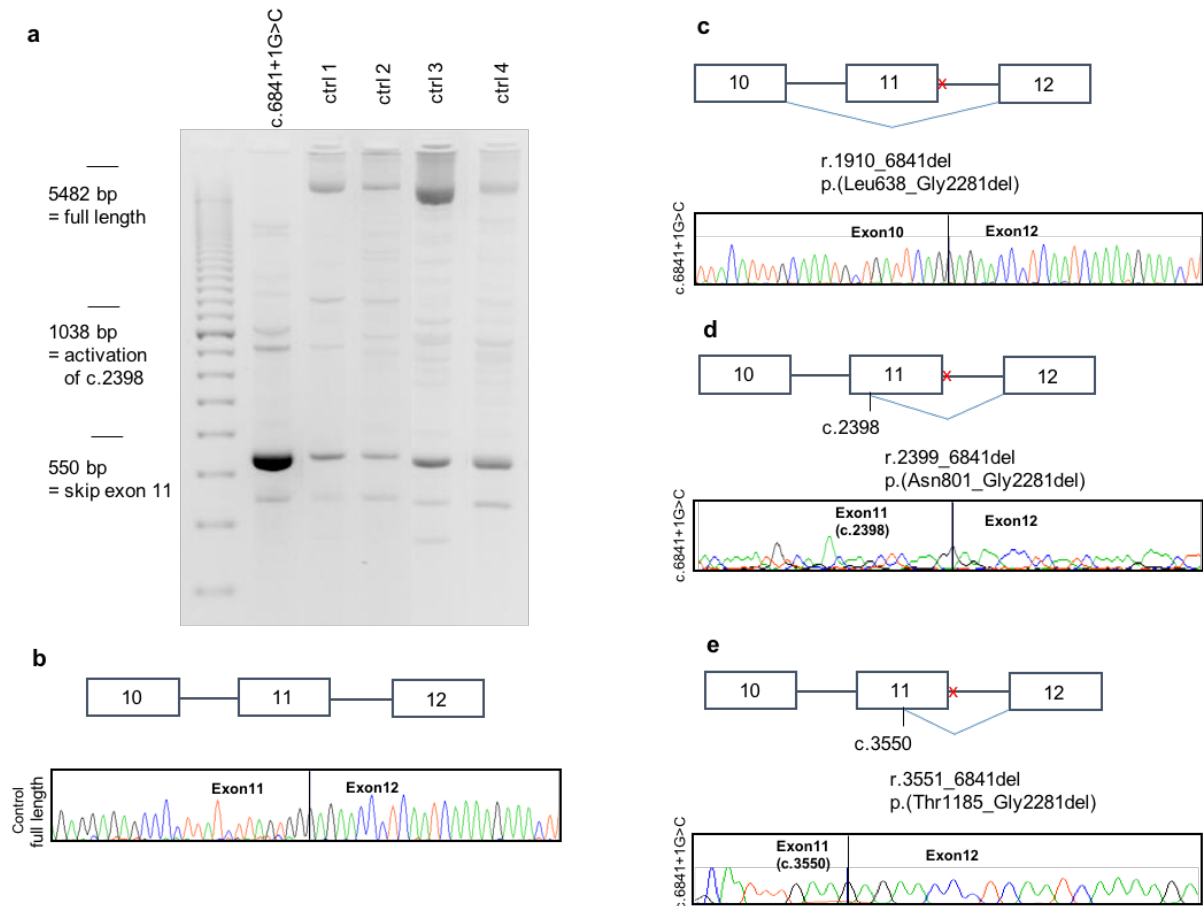 a
c.6841+1G>C
ctrl 1
ctrl 2
ctrl 3
ctrl 4
5482 bp
= full length
1038 bp
= activation
of c.2398
550 bp
= skip exon 11
b
10
11
12
Control
full length
Exon11
Exon12
c
10
11
x
12
r.1910_6841del
p.(Leu638_Gly2281del)
c.6841+1G>C
Exon10
Exon12
d
10
11
x
12
c.2398
r.2399_6841del
p.(Asn801_Gly2281del)
c.6841+1G>C
Exon11
(c.2398)
Exon12
e
10
11
x
12
c.3550
r.3551_6841del
p.(Thr1185_Gly2281del)
c.6841+1G>C
Exon11
(c.3550)
Exon12